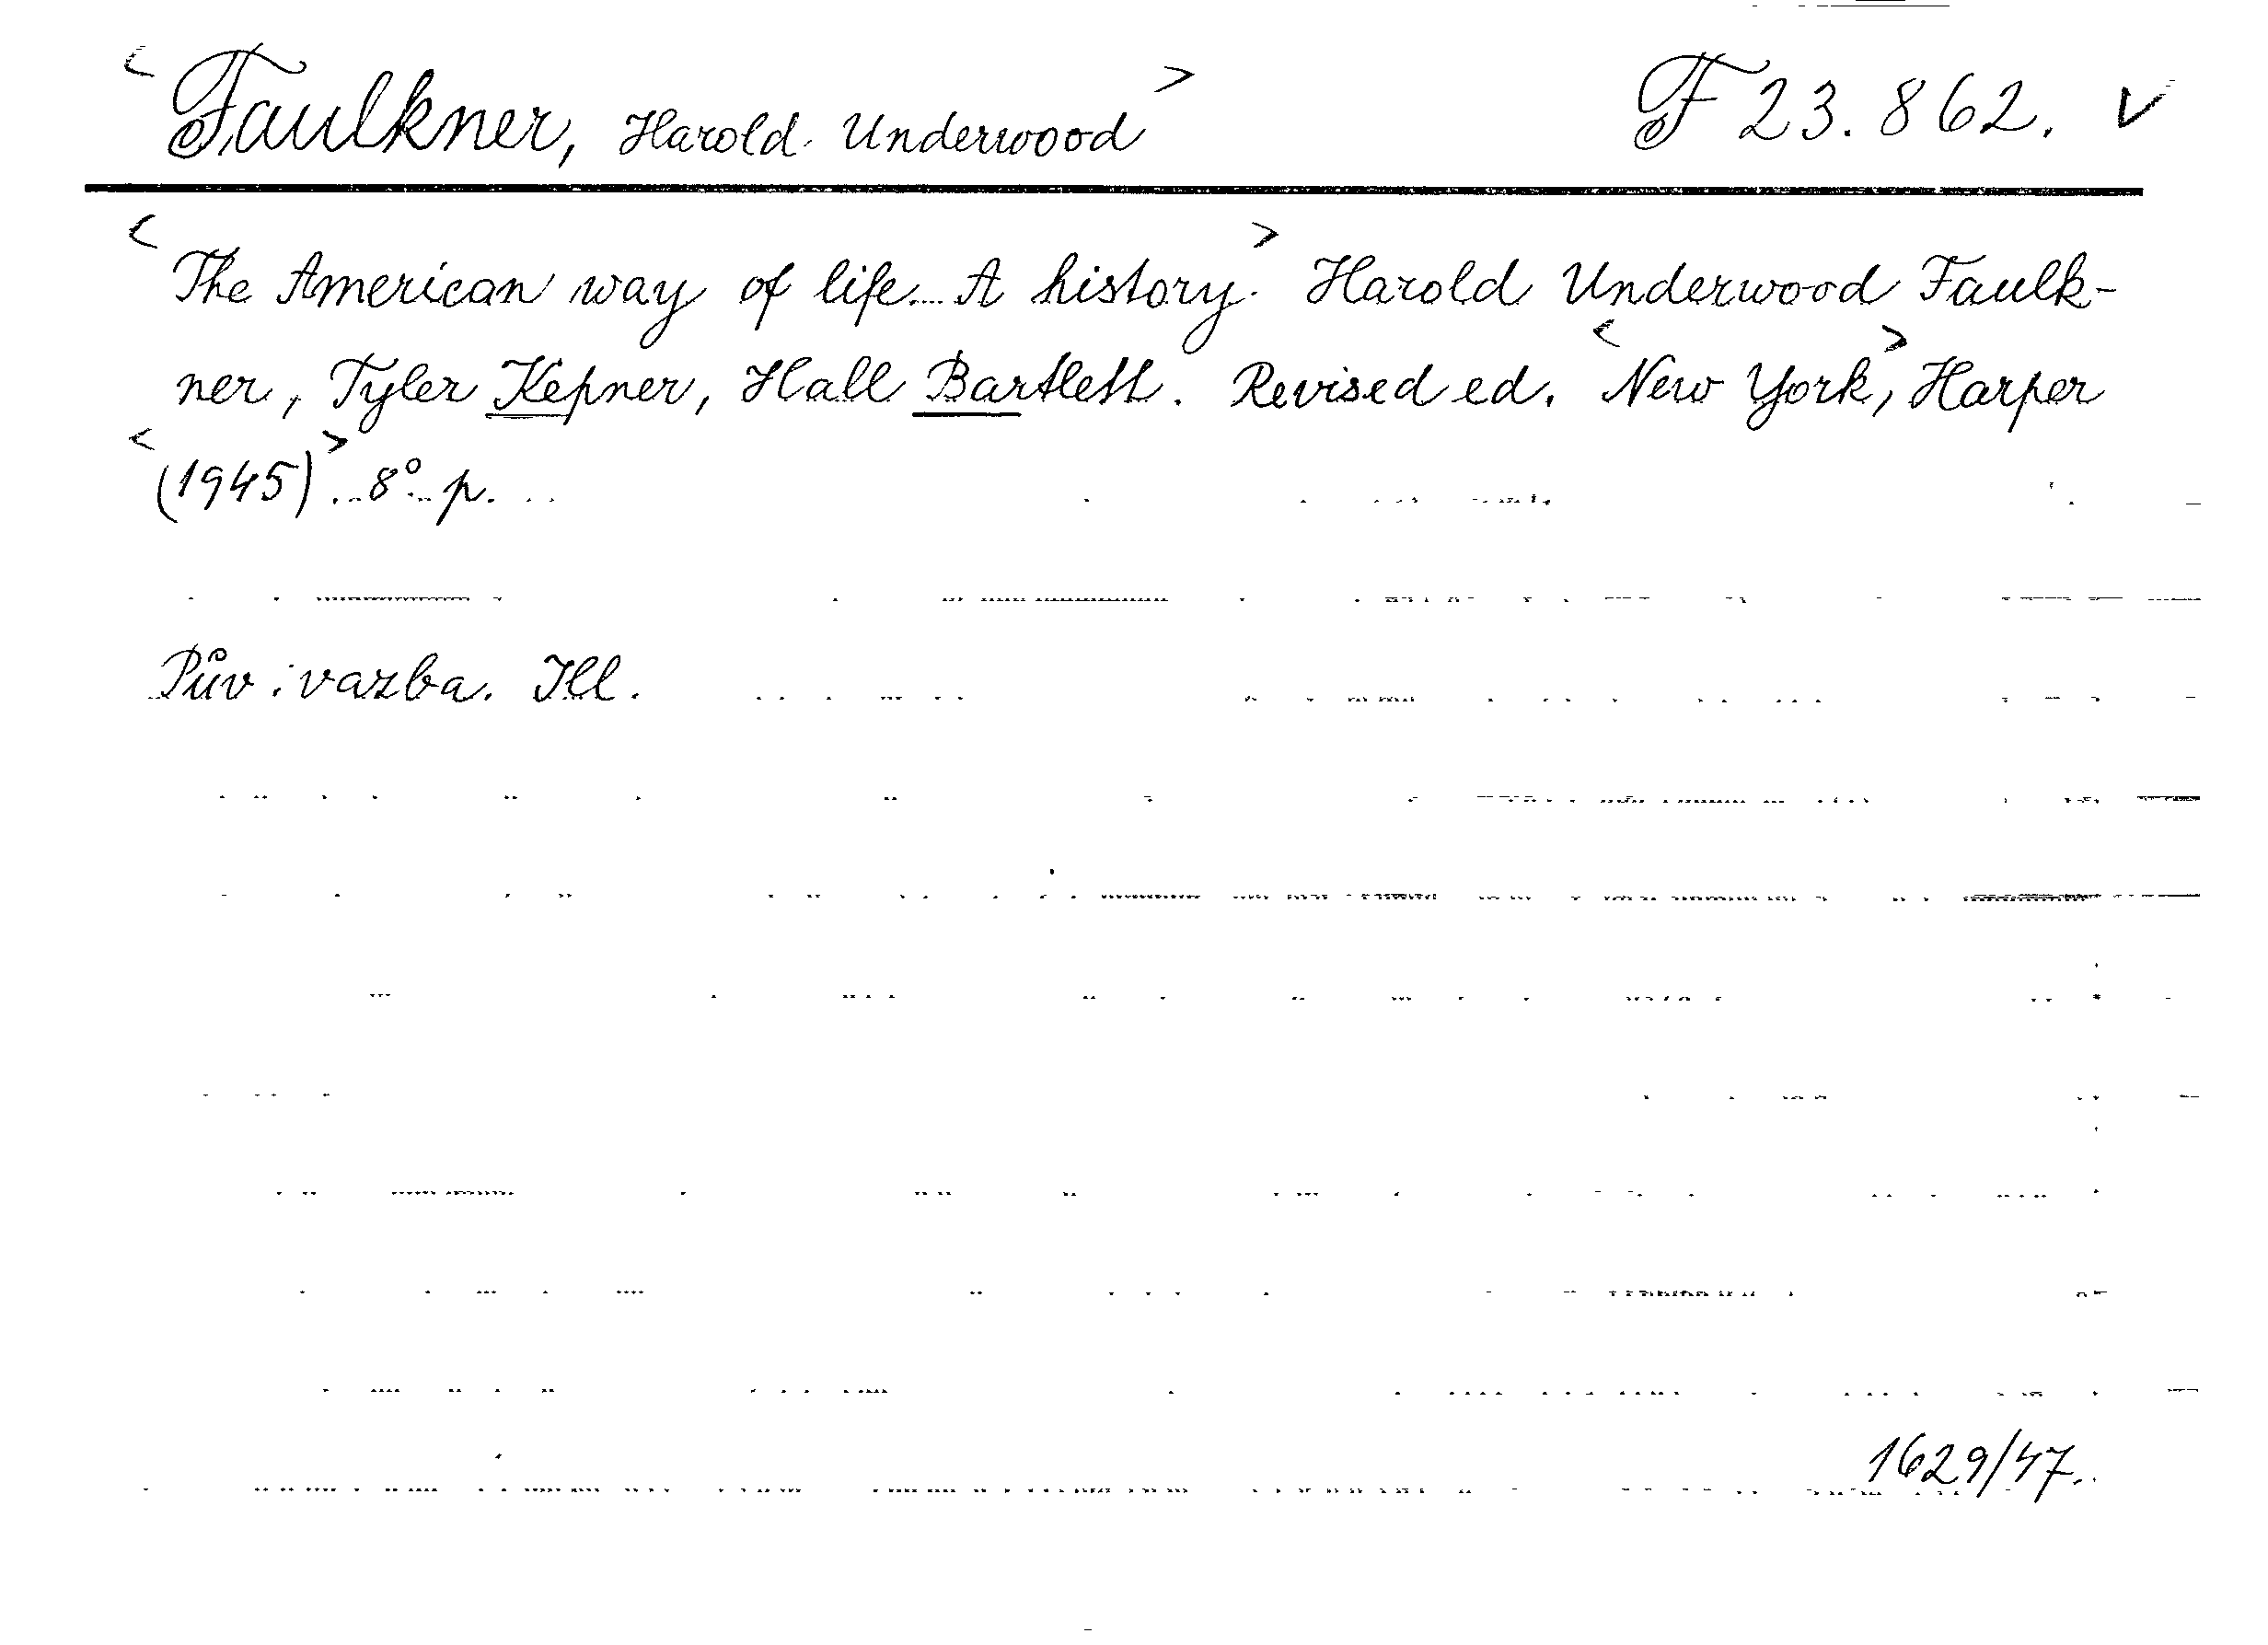 < Faulkner, Harold Underwood > F 23.862. V
< The American way of life. A history. > Harold Underwood Faulk-
ner, Tyler Kepner, Hall Bartlett. Revised ed. < New York, > Harper
< (1945) > . 8° p.
Pův. vazba. Ill.
1629/47.